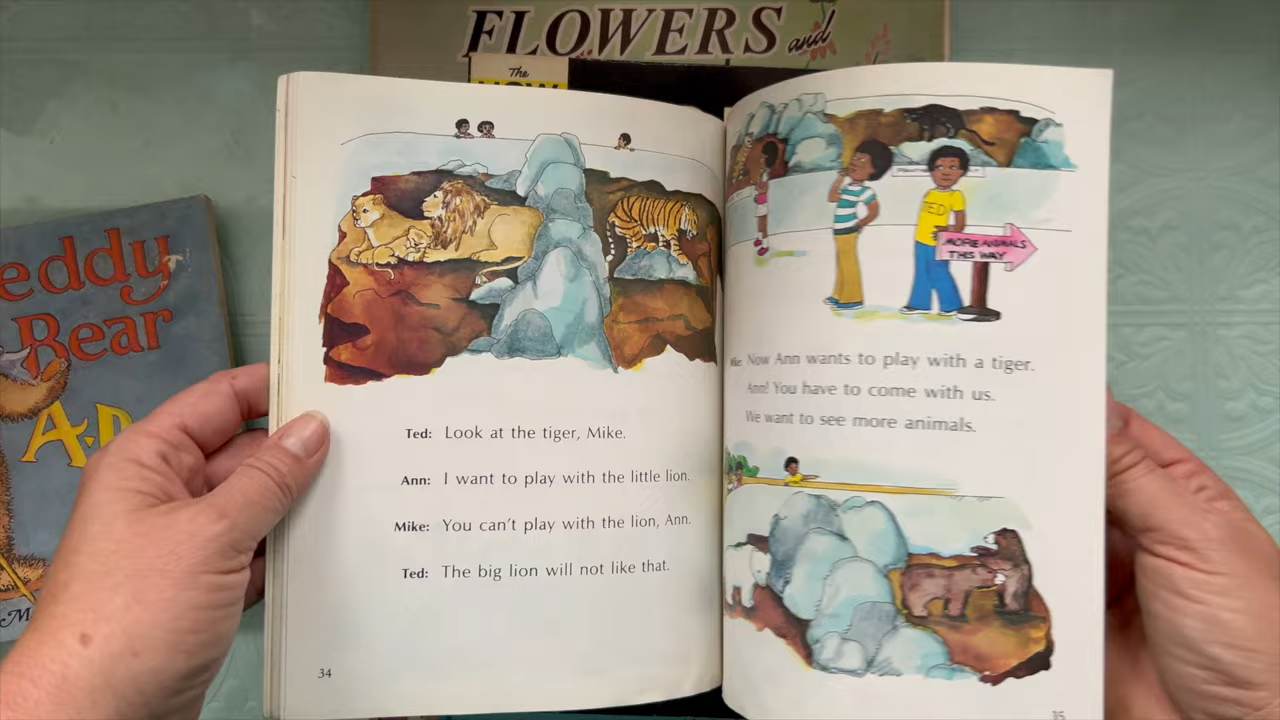 FLOWERS and
The
eddy
Bear
Ted: Look at the tiger, Mike.
Ann: I want to play with the little lion.
Mike: You can't play with the lion, Ann.
Ted: The big lion will not like that.
34
TED
MORE ANIMALS
THIS WAY
Mike: Now Ann wants to play with a tiger.
Ann! You have to come with us.
We want to see more animals.